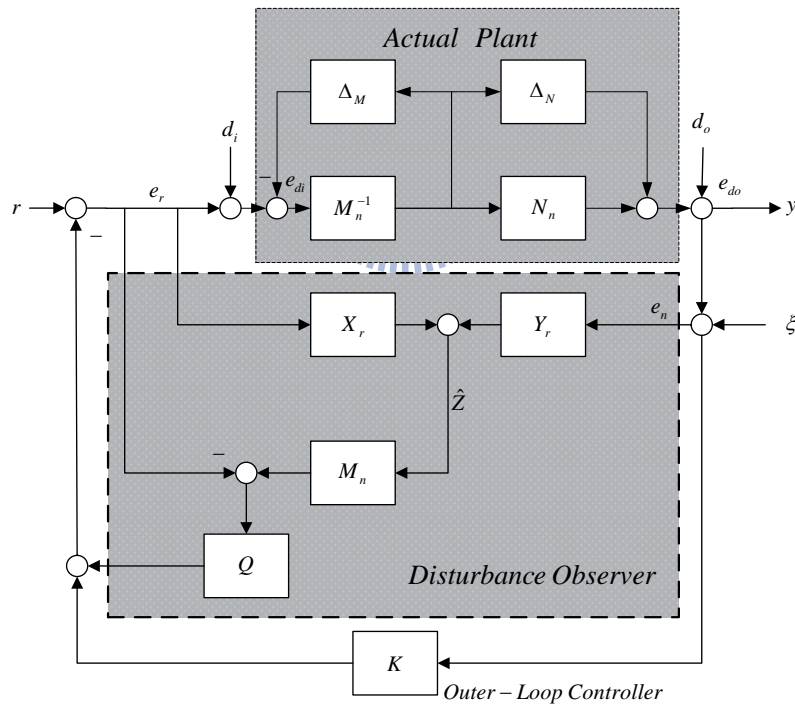 Actual Plant
Δ_M
Δ_N
d_i
d_o
−
e_r
e_di
e_do
r
M_n^{-1}
N_n
y
−
X_r
Y_r
e_n
ξ
Ẑ
−
M_n
Q
Disturbance Observer
K
Outer – Loop Controller